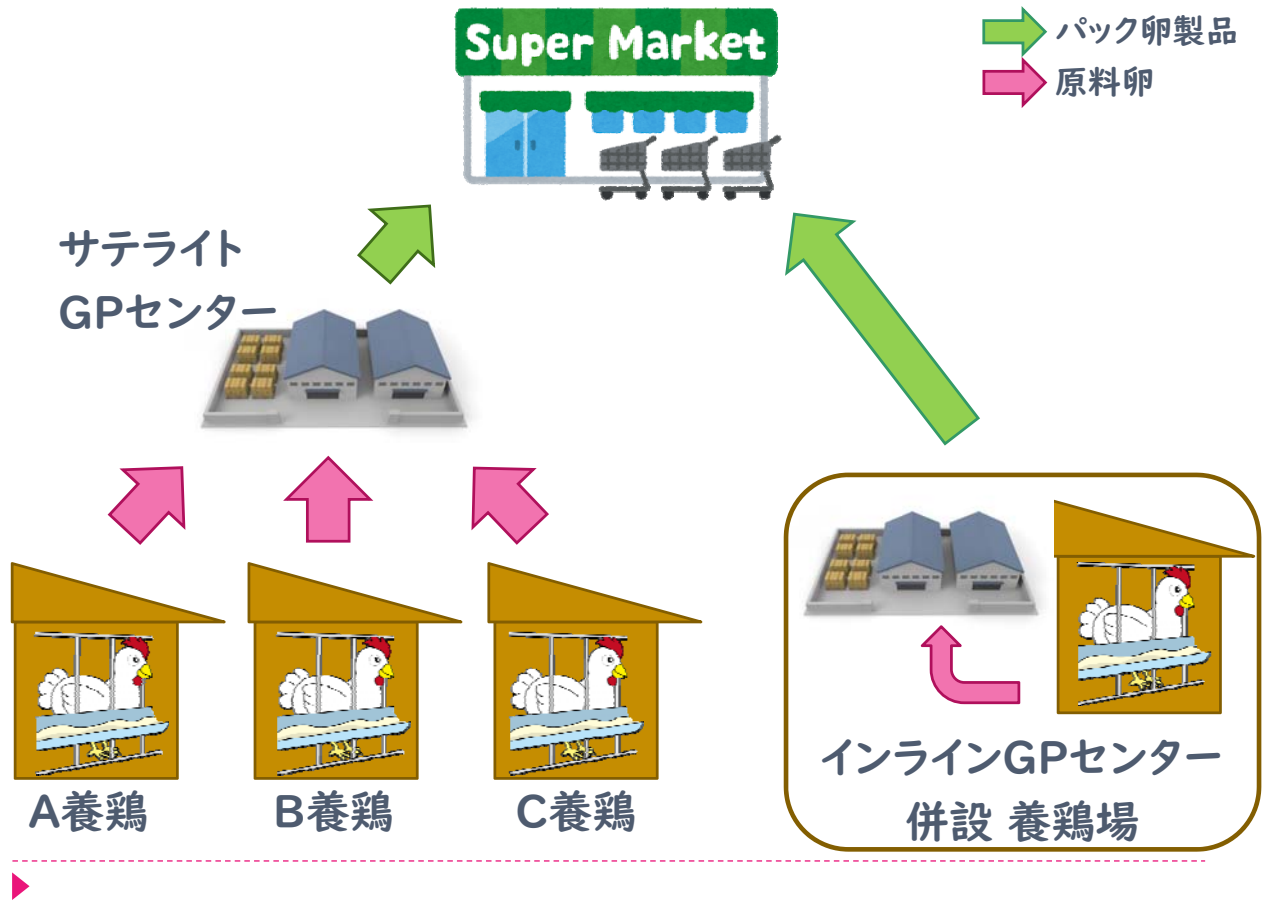 Super Market
パック卵製品
原料卵
サテライト
GPセンター
A養鶏
B養鶏
C養鶏
インラインGPセンター
併設 養鶏場